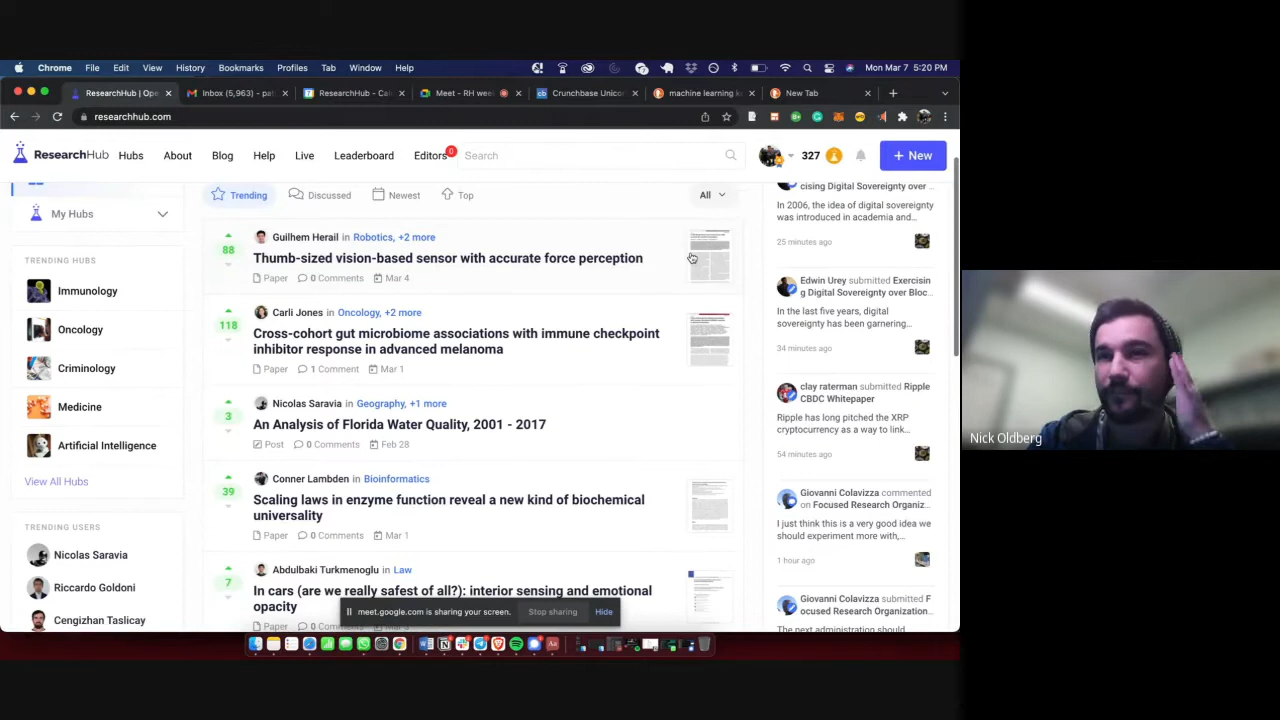 Chrome File Edit View History Bookmarks Profiles Tab Window Help Mon Mar 7 5:20 PM
ResearchHub | Ope Inbox (5,963) - pat ResearchHub - Cale Meet - RH wee Crunchbase Unico machine learning k New Tab
researchhub.com
ResearchHub Hubs About Blog Help Live Leaderboard Editors 0 Search 327 + New
My Hubs
TRENDING HUBS
Immunology
Oncology
Criminology
Medicine
Artificial Intelligence
View All Hubs
TRENDING USERS
Nicolas Saravia
Riccardo Goldoni
Cengizhan Taslicay
Trending Discussed Newest Top All
Guilhem Herail in Robotics, +2 more
88
Thumb-sized vision-based sensor with accurate force perception
Paper 0 Comments Mar 4
Carli Jones in Oncology, +2 more
118
Cross-cohort gut microbiome associations with immune checkpoint
inhibitor response in advanced melanoma
Paper 1 Comment Mar 1
Nicolas Saravia in Geography, +1 more
3
An Analysis of Florida Water Quality, 2001 - 2017
Post 0 Comments Feb 28
Conner Lambden in Bioinformatics
39
Scaling laws in enzyme function reveal a new kind of biochemical
universality
Paper 0 Comments Mar 1
Abdulbaki Turkmenoglu in Law
7
In cars (are we really safest of all?): interior sensing and emotional
opacity
Paper 0 Comments
meet.google.com is sharing your screen. Stop sharing Hide
cising Digital Sovereignty over ...
In 2006, the idea of digital sovereignty
was introduced in academia and...
25 minutes ago
Edwin Urey submitted Exercisin
g Digital Sovereignty over Bloc...
In the last five years, digital
sovereignty has been garnering...
34 minutes ago
clay raterman submitted Ripple
CBDC Whitepaper
Ripple has long pitched the XRP
cryptocurrency as a way to link...
54 minutes ago
Giovanni Colavizza commented
on Focused Research Organiz...
I just think this is a very good idea we
should experiment more with,...
1 hour ago
Giovanni Colavizza submitted F
ocused Research Organization...
The next administration should
Nick Oldberg